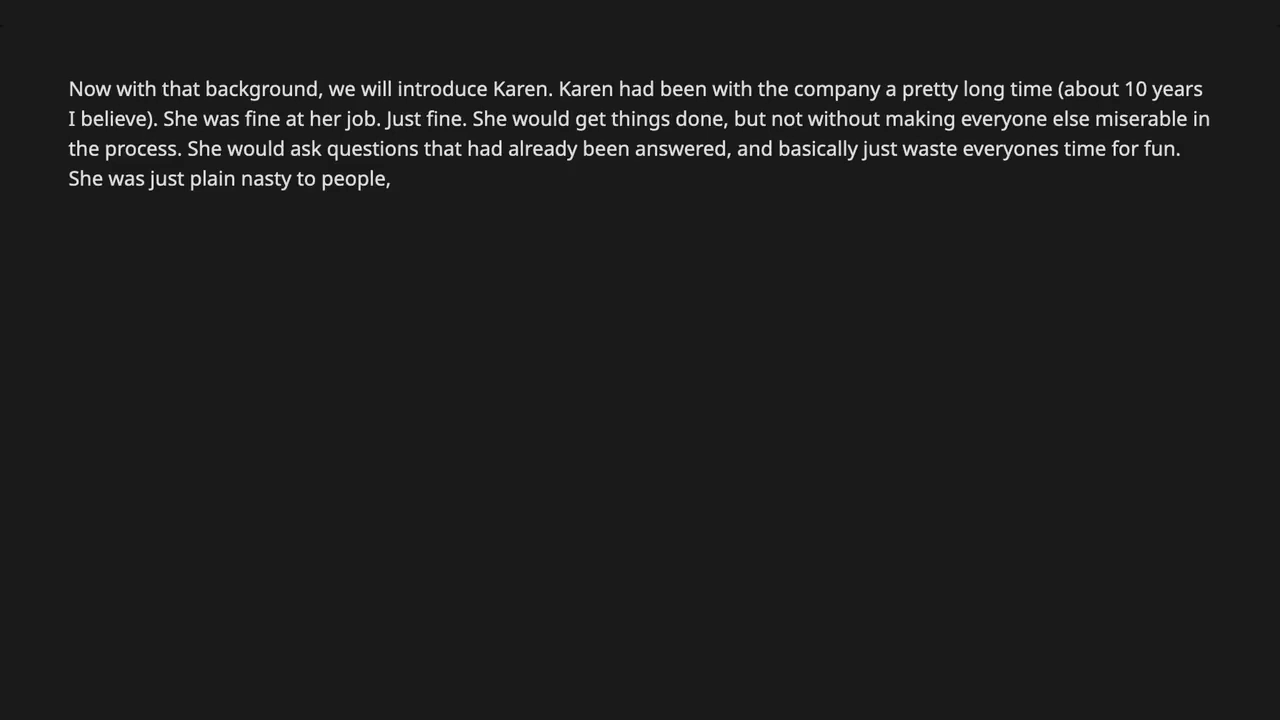 Now with that background, we will introduce Karen. Karen had been with the company a pretty long time (about 10 years
I believe). She was fine at her job. Just fine. She would get things done, but not without making everyone else miserable in
the process. She would ask questions that had already been answered, and basically just waste everyones time for fun.
She was just plain nasty to people,